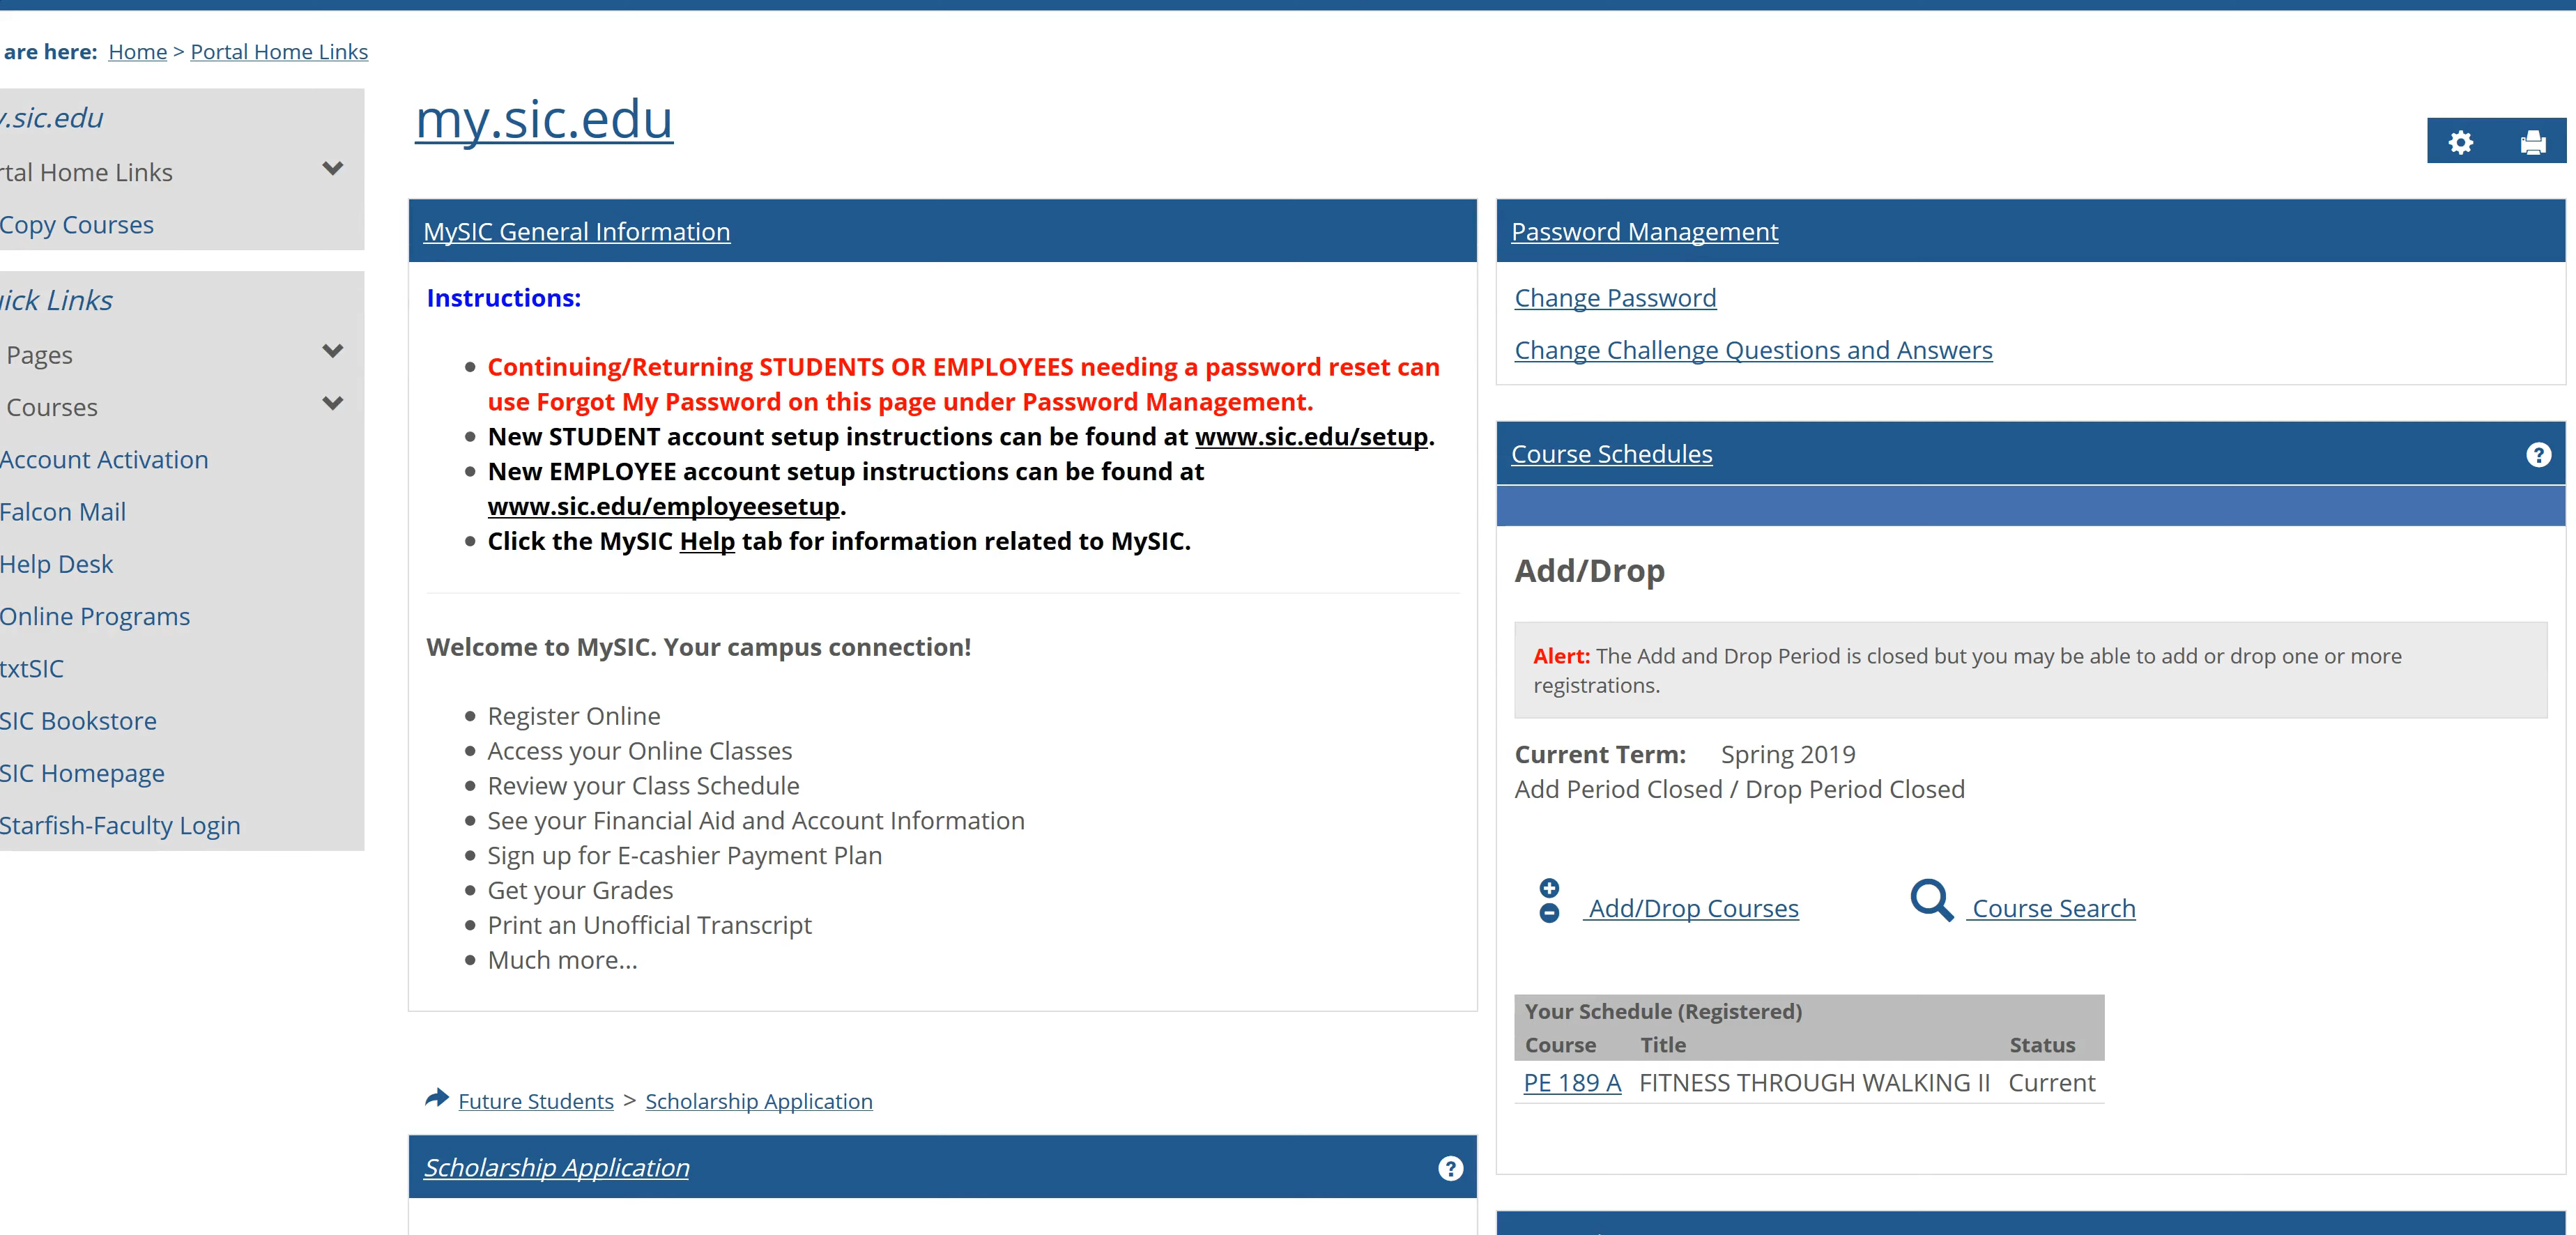 are here: Home > Portal Home Links
.sic.edu
rtal Home Links
Copy Courses
ick Links
Pages
Courses
Account Activation
Falcon Mail
Help Desk
Online Programs
txtSIC
SIC Bookstore
SIC Homepage
Starfish-Faculty Login
my.sic.edu
MySIC General Information
Instructions:
Continuing/Returning STUDENTS OR EMPLOYEES needing a password reset can
use Forgot My Password on this page under Password Management.
New STUDENT account setup instructions can be found at www.sic.edu/setup.
New EMPLOYEE account setup instructions can be found at
www.sic.edu/employeesetup.
Click the MySIC Help tab for information related to MySIC.
Welcome to MySIC. Your campus connection!
Register Online
Access your Online Classes
Review your Class Schedule
See your Financial Aid and Account Information
Sign up for E-cashier Payment Plan
Get your Grades
Print an Unofficial Transcript
Much more...
Future Students > Scholarship Application
Scholarship Application
Password Management
Change Password
Change Challenge Questions and Answers
Course Schedules
Add/Drop
Alert: The Add and Drop Period is closed but you may be able to add or drop one or more
registrations.
Current Term: Spring 2019
Add Period Closed / Drop Period Closed
Add/Drop Courses Course Search
Your Schedule (Registered)
Course Title Status
PE 189 A FITNESS THROUGH WALKING II Current